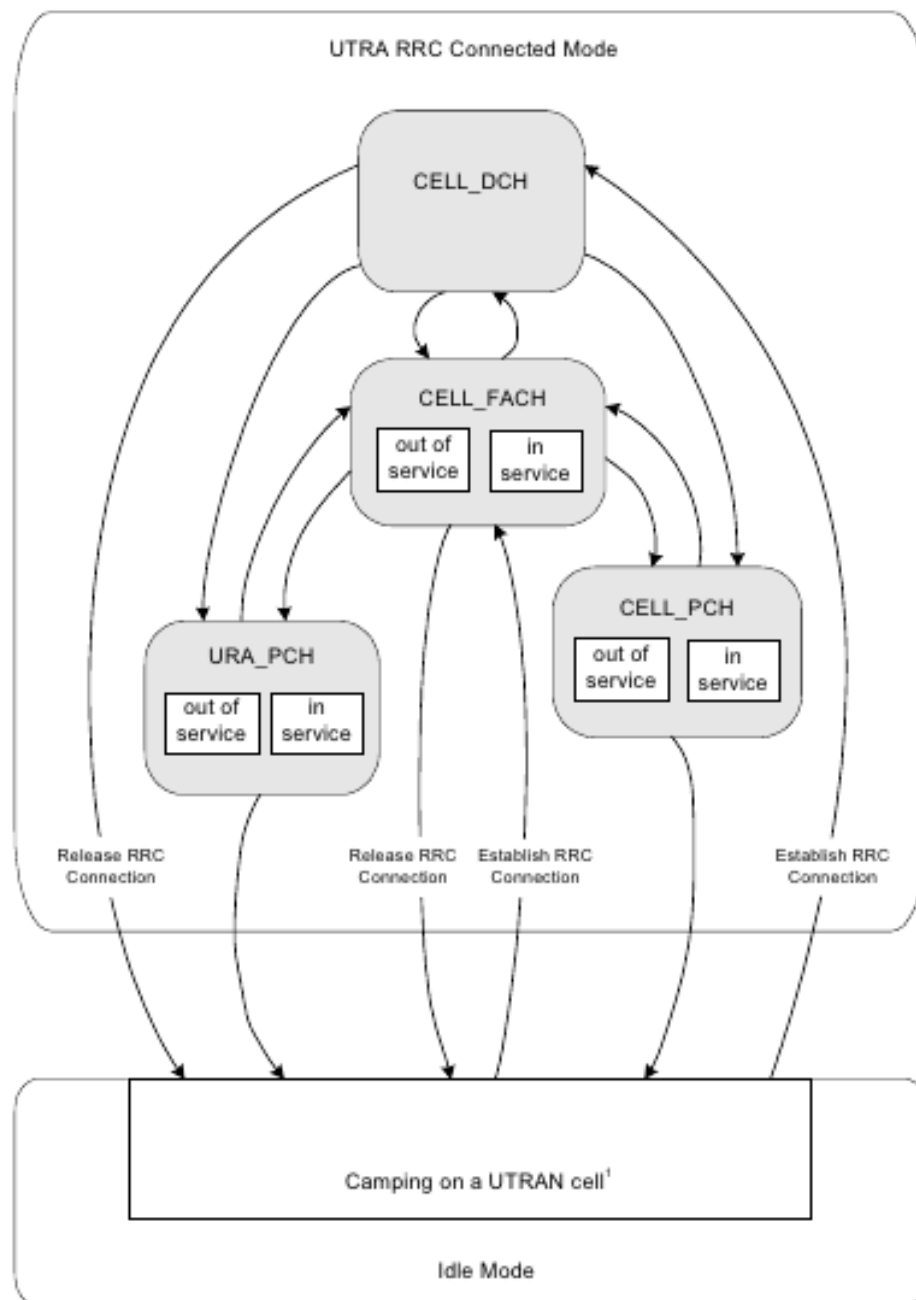 UTRA RRC Connected Mode
CELL_DCH
CELL_FACH
out of
service
in
service
CELL_PCH
out of
service
in
service
URA_PCH
out of
service
in
service
Release RRC
Connection
Release RRC
Connection
Establish RRC
Connection
Establish RRC
Connection
Camping on a UTRAN cell¹
Idle Mode